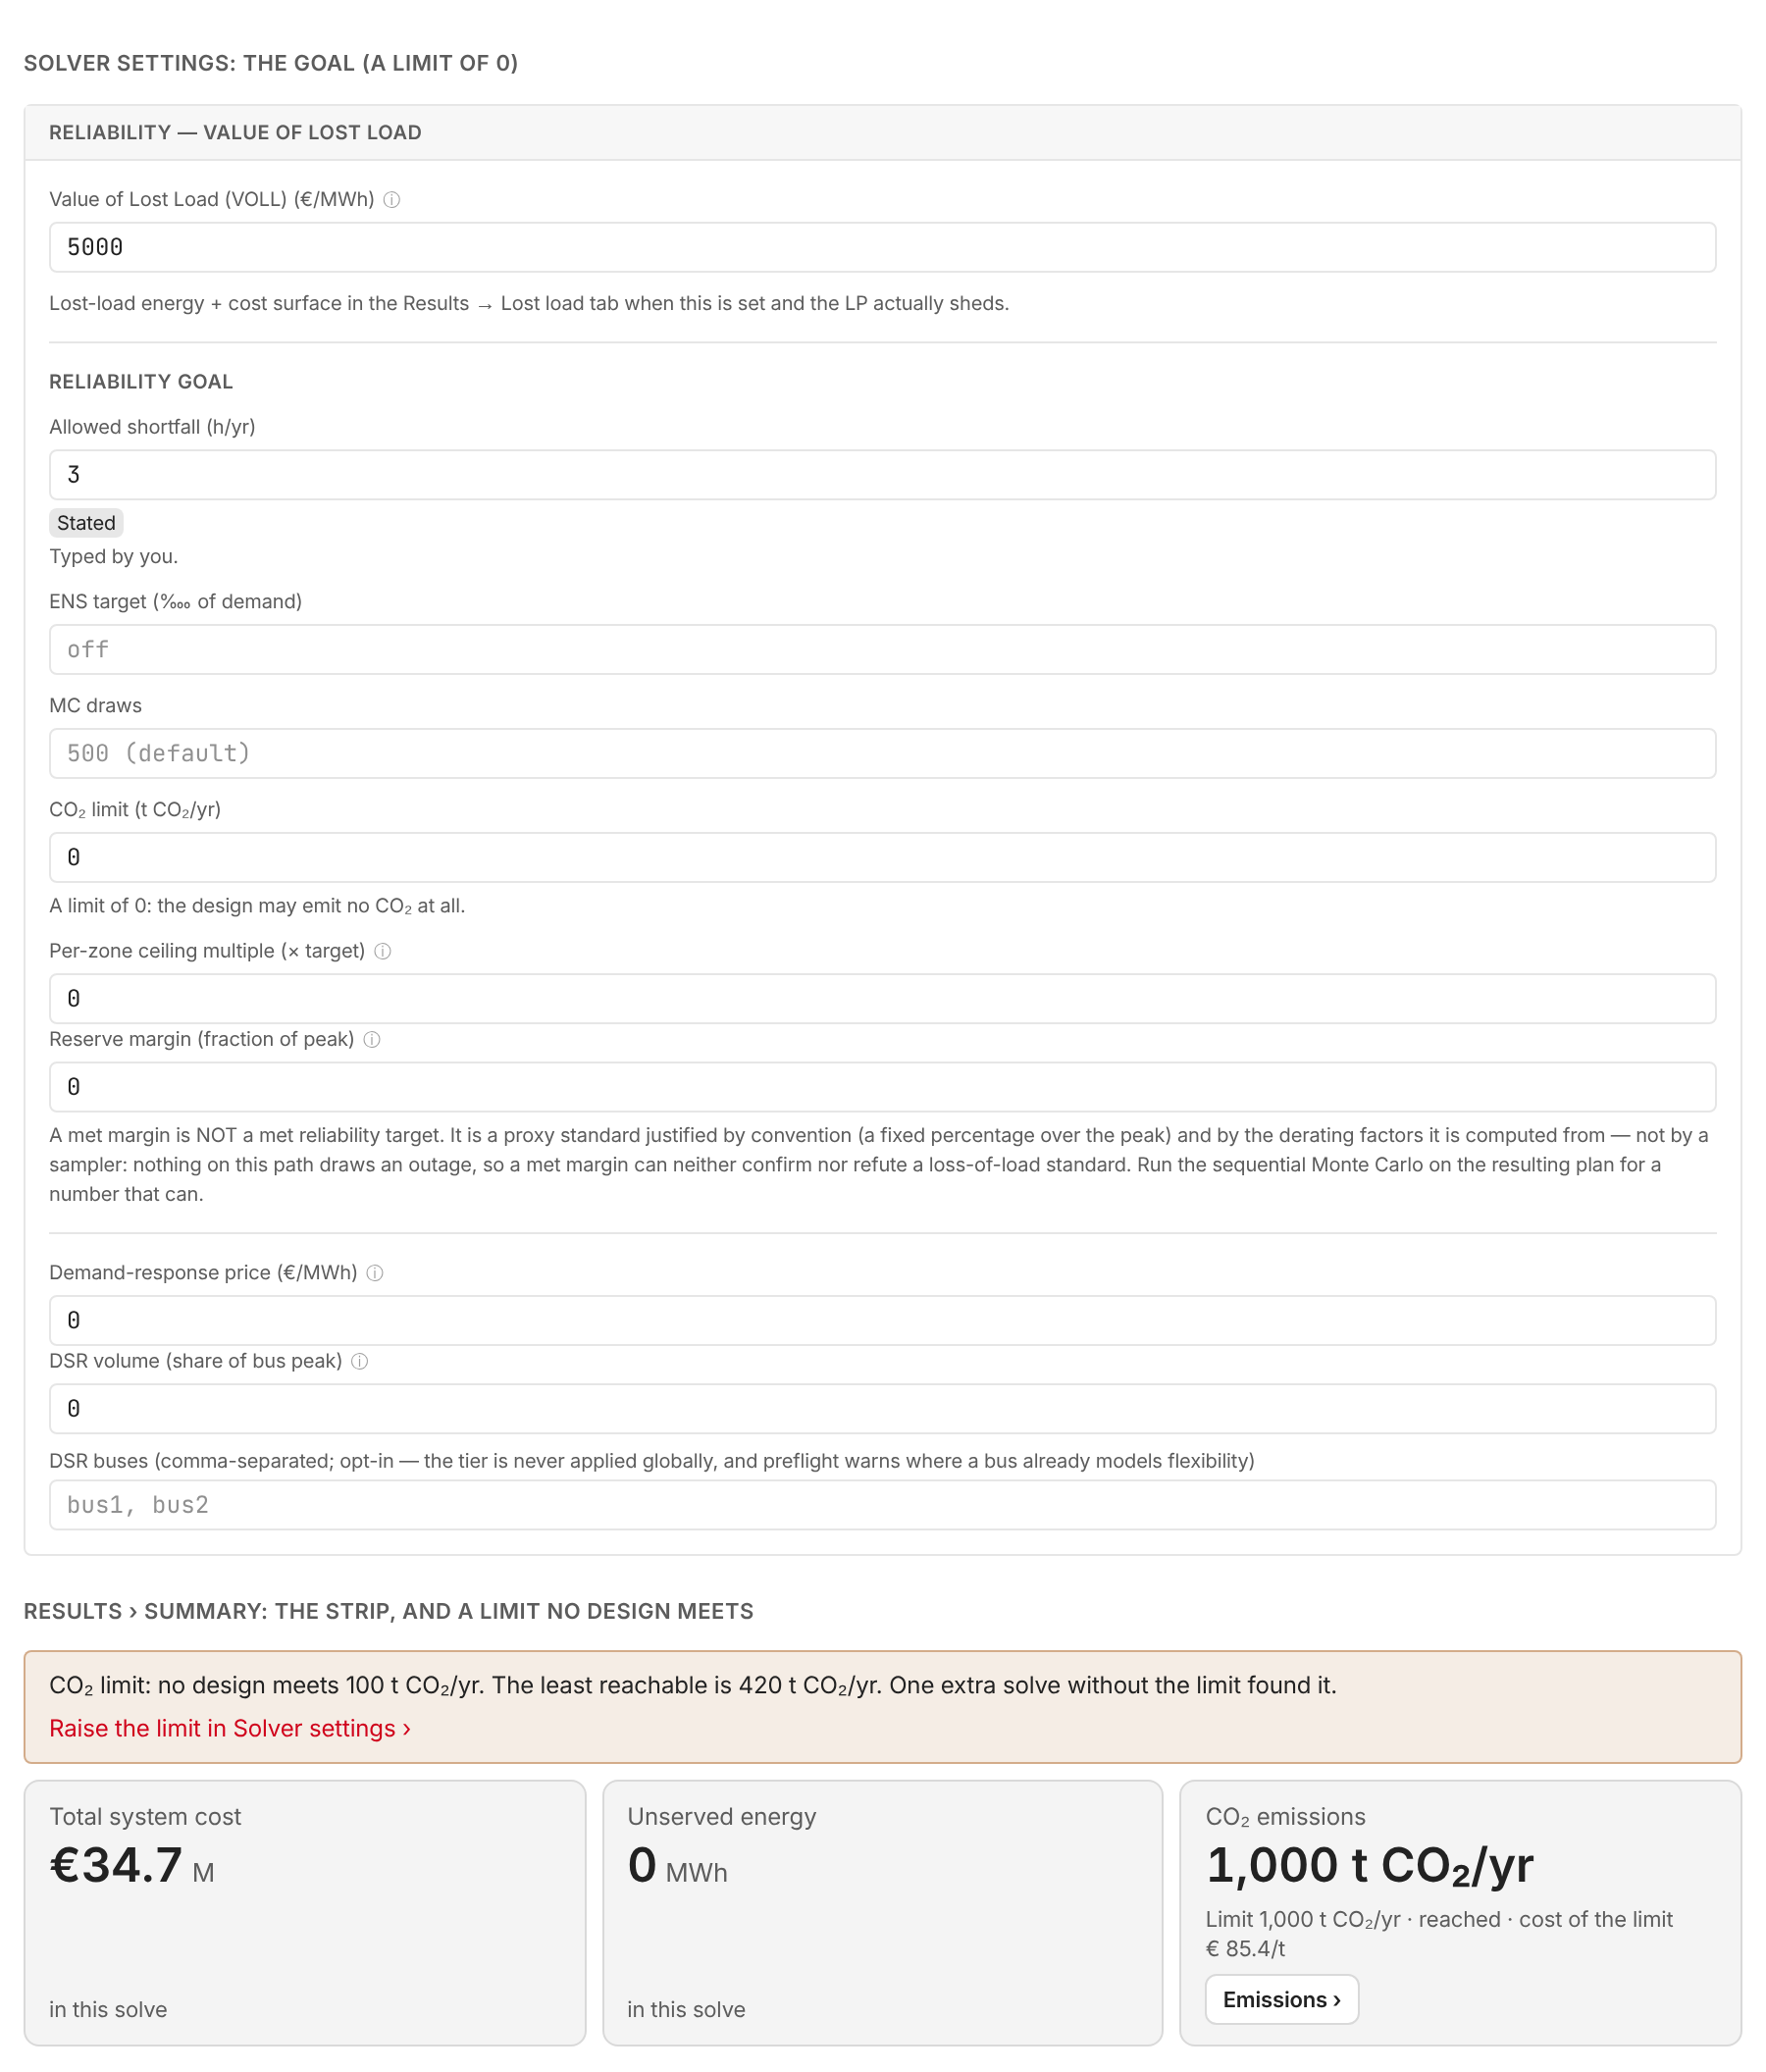 SOLVER SETTINGS: THE GOAL (A LIMIT OF 0)
RELIABILITY — VALUE OF LOST LOAD
Value of Lost Load (VOLL) (€/MWh) ⓘ
5000
Lost-load energy + cost surface in the Results → Lost load tab when this is set and the LP actually sheds.
RELIABILITY GOAL
Allowed shortfall (h/yr)
3
Stated
Typed by you.
ENS target (‱ of demand)
off
MC draws
500 (default)
CO₂ limit (t CO₂/yr)
0
A limit of 0: the design may emit no CO₂ at all.
Per-zone ceiling multiple (× target) ⓘ
0
Reserve margin (fraction of peak) ⓘ
0
A met margin is NOT a met reliability target. It is a proxy standard justified by convention (a fixed percentage over the peak) and by the derating factors it is computed from — not by a
sampler: nothing on this path draws an outage, so a met margin can neither confirm nor refute a loss-of-load standard. Run the sequential Monte Carlo on the resulting plan for a
number that can.
Demand-response price (€/MWh) ⓘ
0
DSR volume (share of bus peak) ⓘ
0
DSR buses (comma-separated; opt-in — the tier is never applied globally, and preflight warns where a bus already models flexibility)
bus1, bus2
RESULTS › SUMMARY: THE STRIP, AND A LIMIT NO DESIGN MEETS
CO₂ limit: no design meets 100 t CO₂/yr. The least reachable is 420 t CO₂/yr. One extra solve without the limit found it.
Raise the limit in Solver settings ›
Total system cost
€34.7 M
in this solve
Unserved energy
0 MWh
in this solve
CO₂ emissions
1,000 t CO₂/yr
Limit 1,000 t CO₂/yr · reached · cost of the limit
€ 85.4/t
Emissions ›